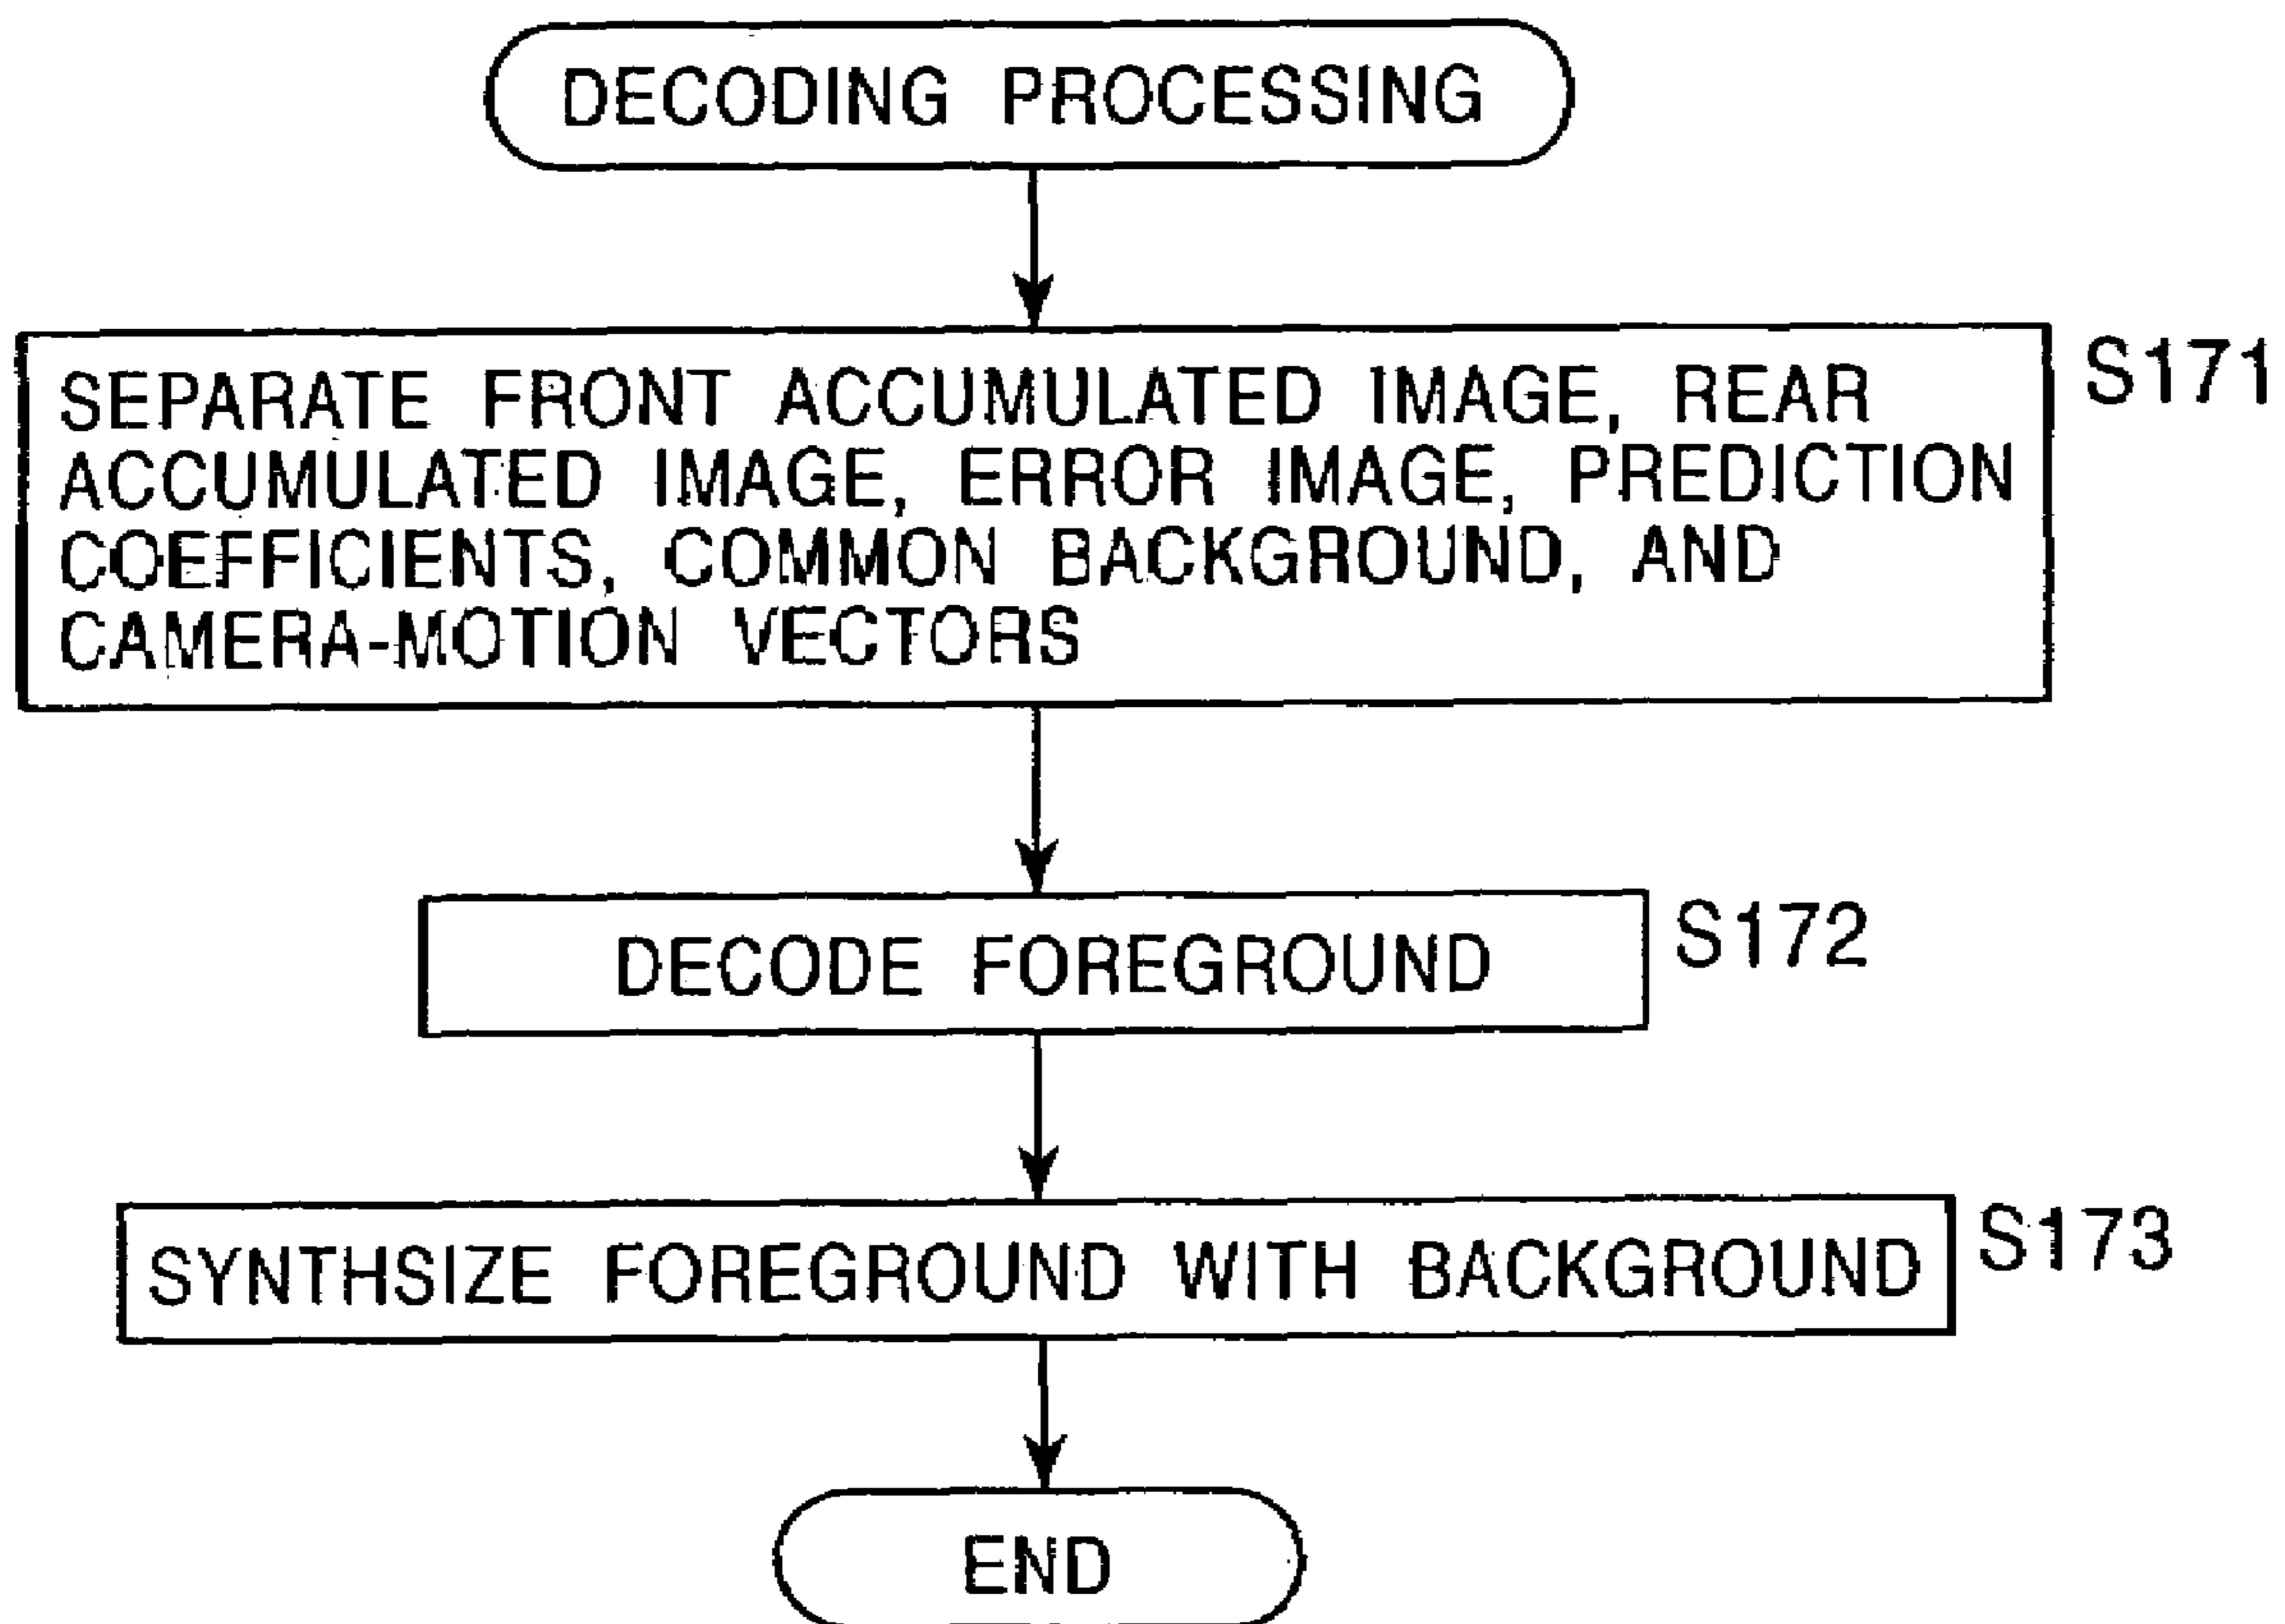 DECODING PROCESSING
SEPARATE FRONT ACCUMULATED IMAGE, REAR
ACCUMULATED IMAGE, ERROR IMAGE, PREDICTION
COEFFICIENTS, COMMON BACKGROUND, AND
CAMERA-MOTION VECTORS
S171
DECODE FOREGROUND
S172
SYNTHSIZE FOREGROUND WITH BACKGROUND
S173
END